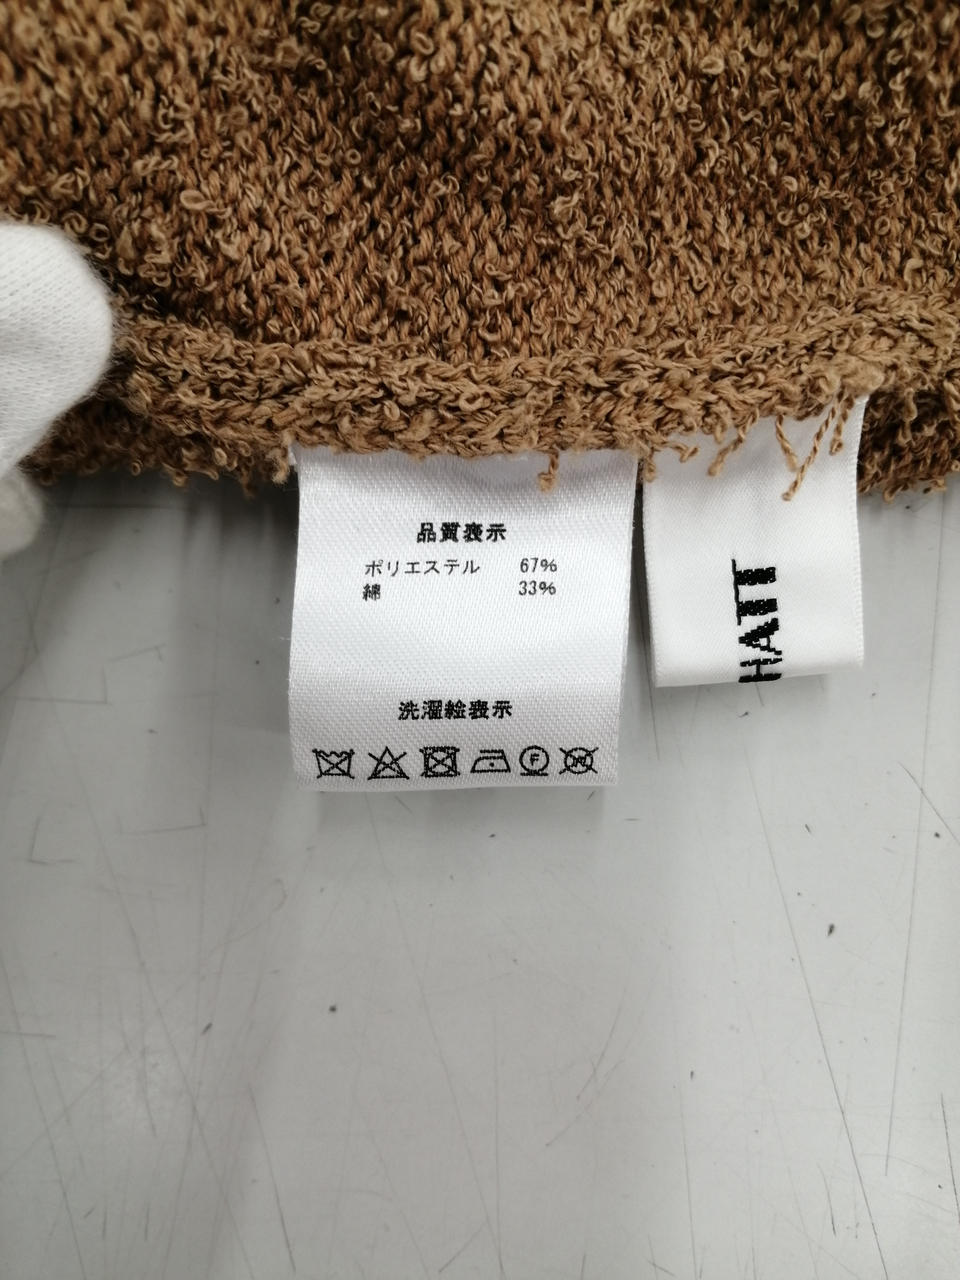 品質表示
ポリエステル 67%
綿 33%
洗濯絵表示
F
W
HATT